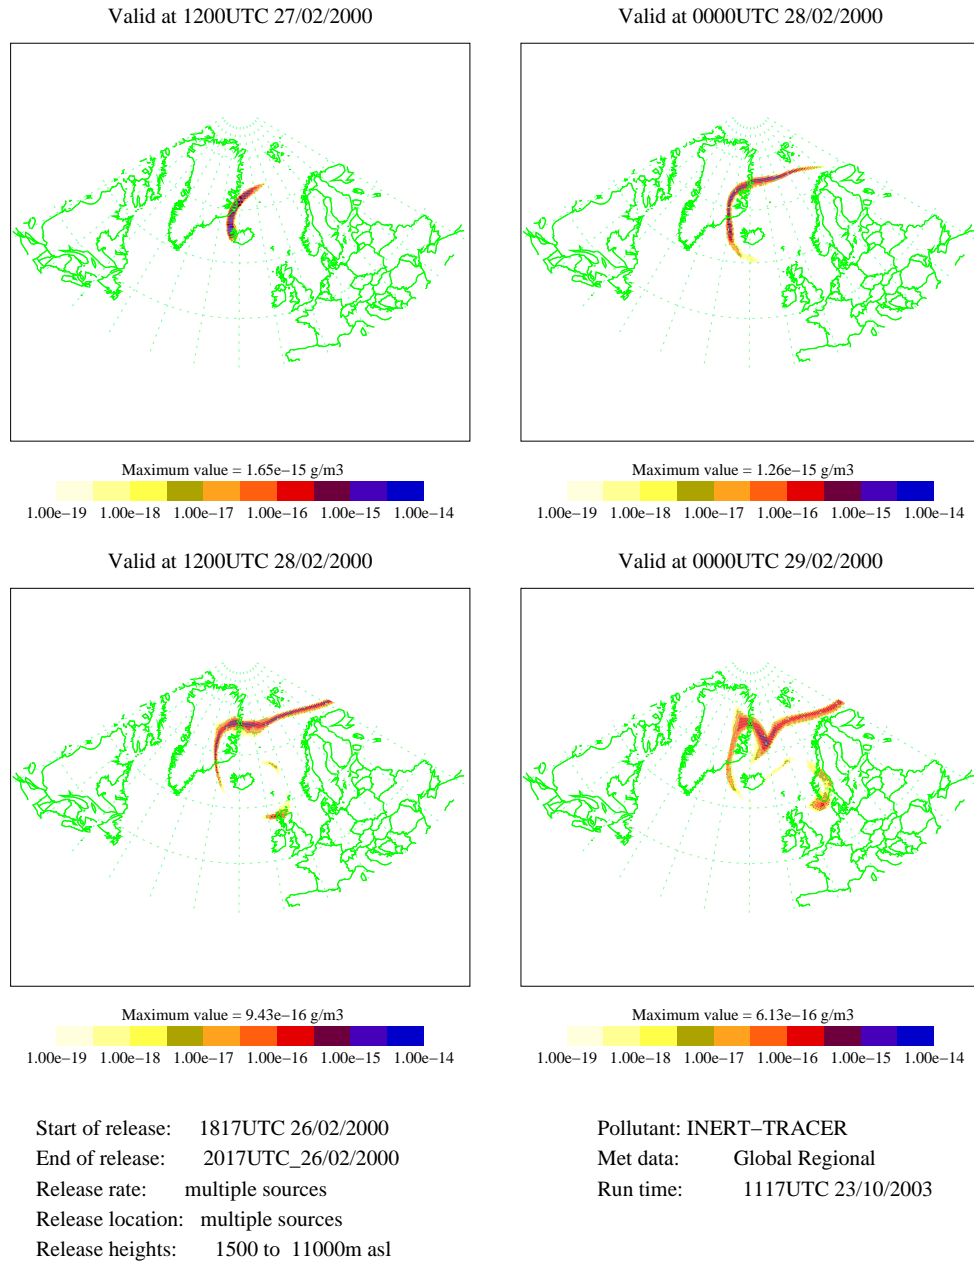 Valid at 1200UTC 27/02/2000
Valid at 0000UTC 28/02/2000
Maximum value = 1.65e−15 g/m3
1.00e−19 1.00e−18 1.00e−17 1.00e−16 1.00e−15 1.00e−14
Maximum value = 1.26e−15 g/m3
1.00e−19 1.00e−18 1.00e−17 1.00e−16 1.00e−15 1.00e−14
Valid at 1200UTC 28/02/2000
Valid at 0000UTC 29/02/2000
Maximum value = 9.43e−16 g/m3
1.00e−19 1.00e−18 1.00e−17 1.00e−16 1.00e−15 1.00e−14
Maximum value = 6.13e−16 g/m3
1.00e−19 1.00e−18 1.00e−17 1.00e−16 1.00e−15 1.00e−14
Start of release: 1817UTC 26/02/2000
End of release: 2017UTC_26/02/2000
Release rate: multiple sources
Release location: multiple sources
Release heights: 1500 to 11000m asl
Pollutant: INERT−TRACER
Met data: Global Regional
Run time: 1117UTC 23/10/2003